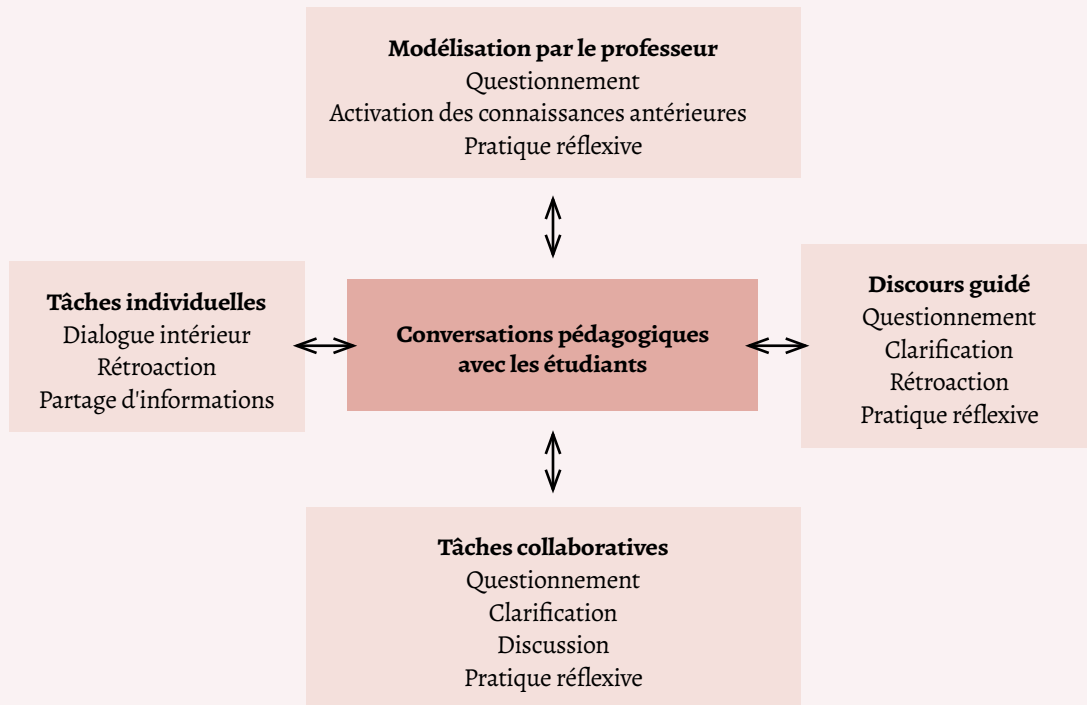 Modélisation par le professeur
Questionnement
Activation des connaissances antérieures
Pratique réflexive
Tâches individuelles
Dialogue intérieur
Rétroaction
Partage d'informations
Conversations pédagogiques
avec les étudiants
Discours guidé
Questionnement
Clarification
Rétroaction
Pratique réflexive
Tâches collaboratives
Questionnement
Clarification
Discussion
Pratique réflexive